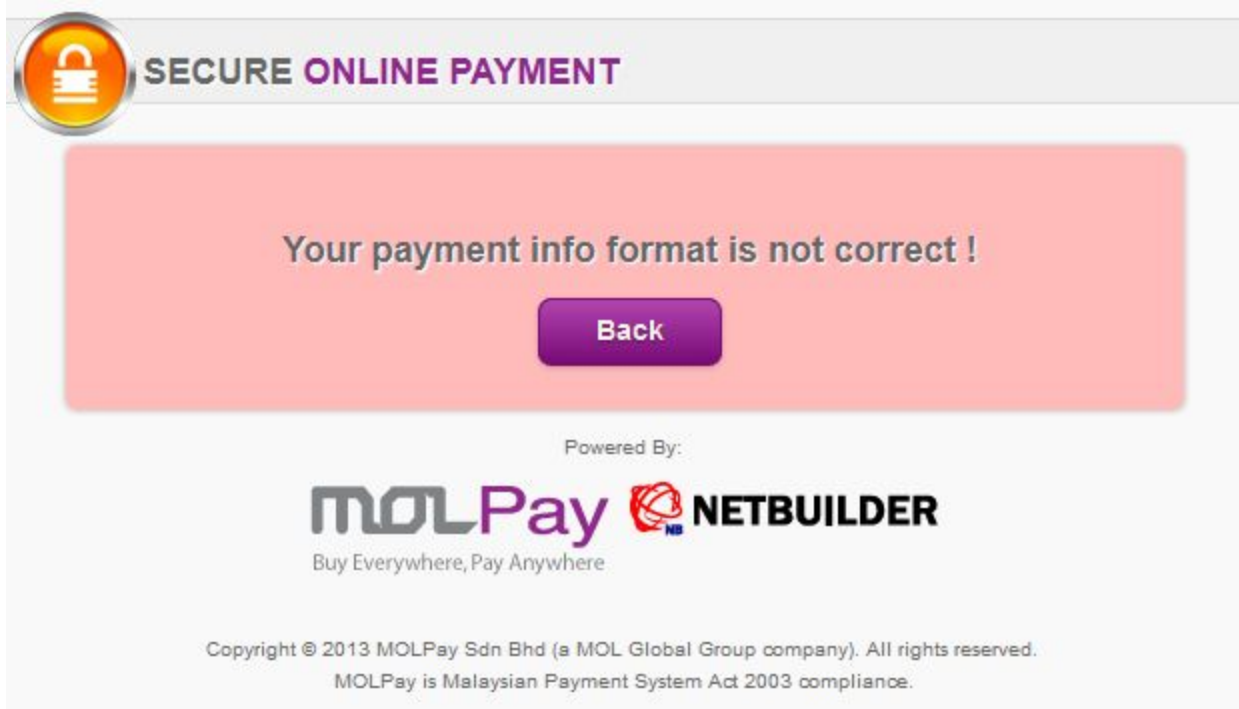 SECURE ONLINE PAYMENT
Your payment info format is not correct !
Back
Powered By:
MOLPay NB NETBUILDER
Buy Everywhere, Pay Anywhere
Copyright © 2013 MOLPay Sdn Bhd (a MOL Global Group company). All rights reserved.
MOLPay is Malaysian Payment System Act 2003 compliance.